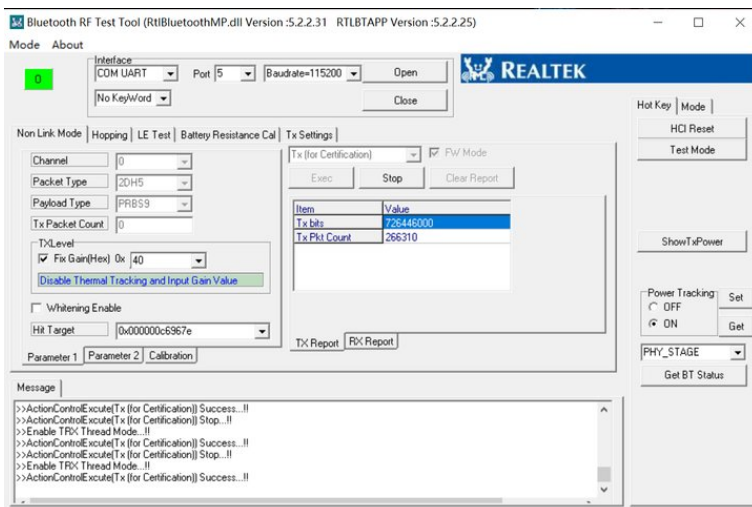 Bluetooth RF Test Tool (RtlBluetoothMP.dll Version :5.2.2.31 RTLBTAPP Version :5.2.2.25)
Mode About
Interface
0
COM UART Port 5 Baudrate=115200 Open
No KeyWord Close
REALTEK
Hot Key Mode
HCI Reset
Test Mode
ShowTxPower
Power Tracking
OFF
ON
Set
Get
PHY_STAGE
Get BT Status
Non Link Mode Hopping LE Test Battery Resistance Cal Tx Settings
Channel 0
Packet Type 2DH5
Payload Type PRBS9
Tx Packet Count 0
TXLevel
Fix Gain(Hex) 0x 40
Disable Thermal Tracking and Input Gain Value
Whitening Enable
Hit Target 0x000000c6967e
Parameter 1 Parameter 2 Calibration
Tx (for Certification) FW Mode
Exec Stop Clear Report
Item Value
Tx bits 726446000
Tx Pkt Count 266310
TX Report RX Report
Message
>>ActionControlExcute(Tx (for Certification)) Success...!!
>>ActionControlExcute(Tx (for Certification)) Stop...!!
>>Enable TRX Thread Mode...!!
>>ActionControlExcute(Tx (for Certification)) Success...!!
>>ActionControlExcute(Tx (for Certification)) Stop...!!
>>Enable TRX Thread Mode...!!
>>ActionControlExcute(Tx (for Certification)) Success...!!